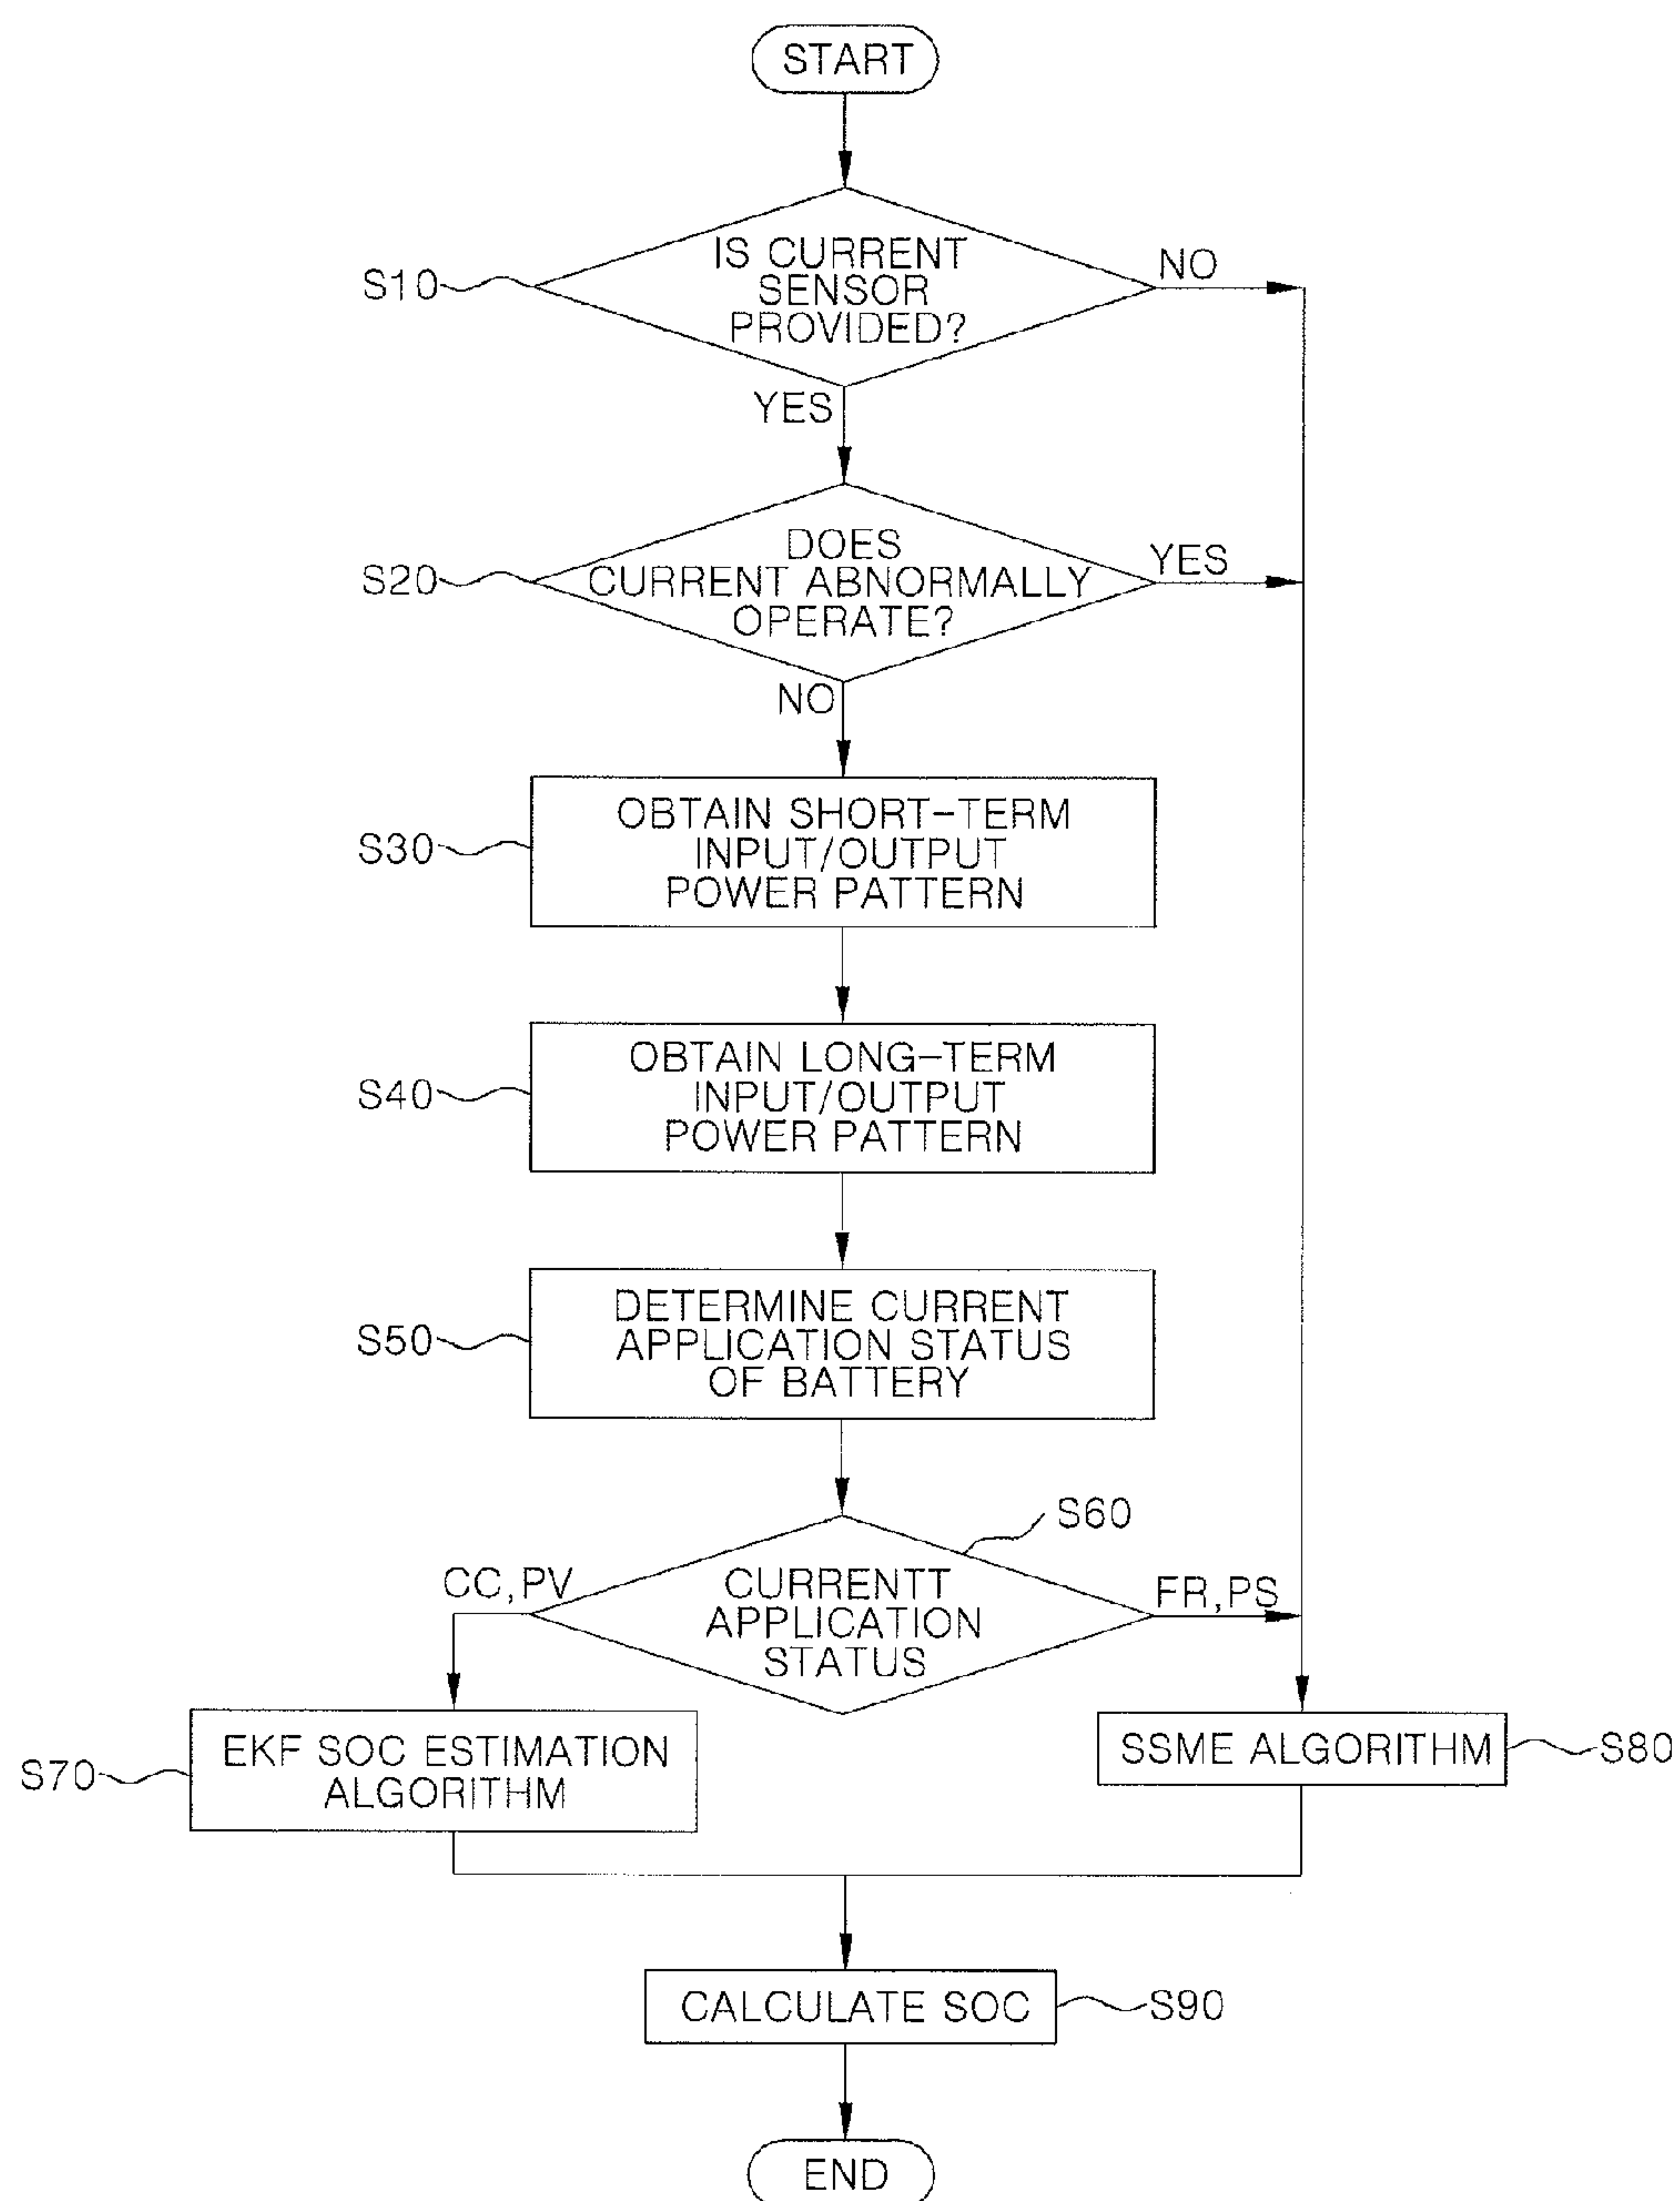 START
IS CURRENT
SENSOR
PROVIDED?
S10
NO
YES
DOES
CURRENT ABNORMALLY
OPERATE?
S20
YES
NO
OBTAIN SHORT-TERM
INPUT/OUTPUT
POWER PATTERN
S30
OBTAIN LONG-TERM
INPUT/OUTPUT
POWER PATTERN
S40
DETERMINE CURRENT
APPLICATION STATUS
OF BATTERY
S50
S60
CC,PV
CURRENTT
APPLICATION
STATUS
FR,PS
EKF SOC ESTIMATION
ALGORITHM
S70
SSME ALGORITHM
S80
CALCULATE SOC
S90
END